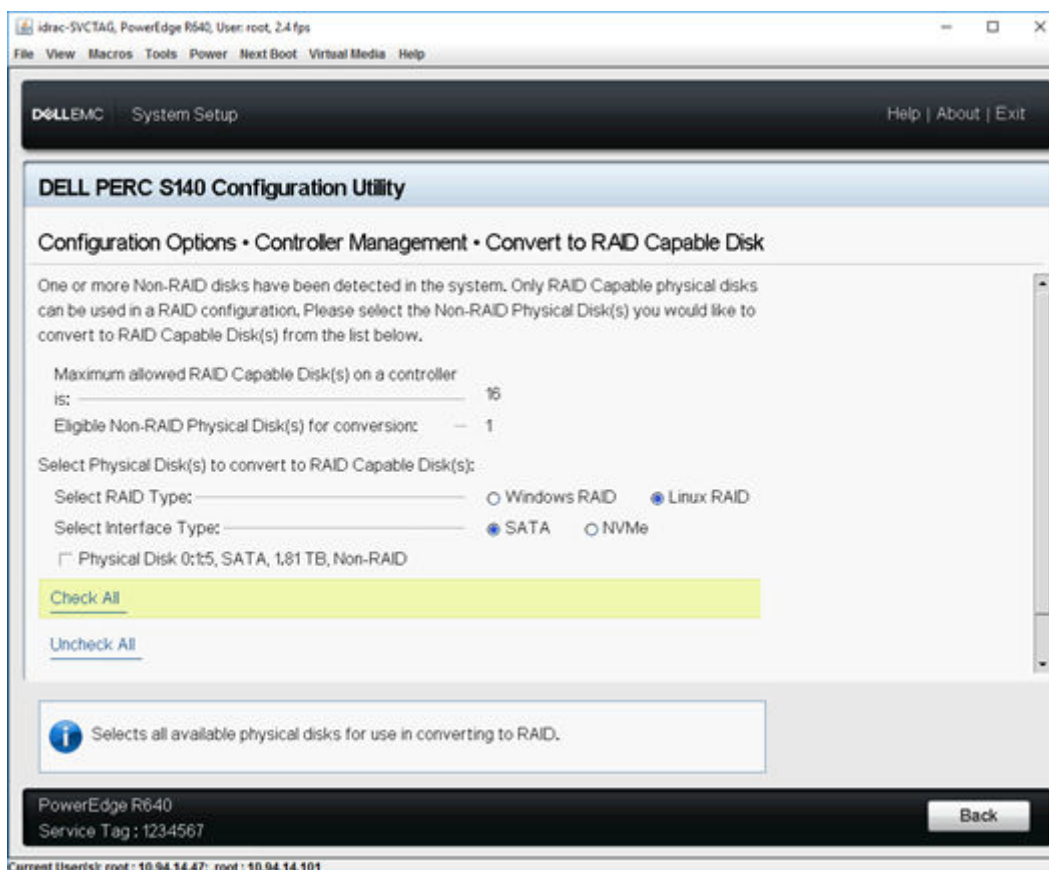 idrac-SVCTAG, PowerEdge R640, User: root, 2.4 fps
File View Macros Tools Power Next Boot Virtual Media Help
DELLEMC System Setup Help | About | Exit
DELL PERC S140 Configuration Utility
Configuration Options • Controller Management • Convert to RAID Capable Disk
One or more Non-RAID disks have been detected in the system. Only RAID Capable physical disks
can be used in a RAID configuration. Please select the Non-RAID Physical Disk(s) you would like to
convert to RAID Capable Disk(s) from the list below.
Maximum allowed RAID Capable Disk(s) on a controller
is: 16
Eligible Non-RAID Physical Disk(s) for conversion: 1
Select Physical Disk(s) to convert to RAID Capable Disk(s):
Select RAID Type: Windows RAID Linux RAID
Select Interface Type: SATA NVMe
Physical Disk 0:1:5, SATA, 1.81 TB, Non-RAID
Check All
Uncheck All
Selects all available physical disks for use in converting to RAID.
PowerEdge R640
Service Tag : 1234567
Back
Current User(s): root : 10.94.14.47; root : 10.94.14.101